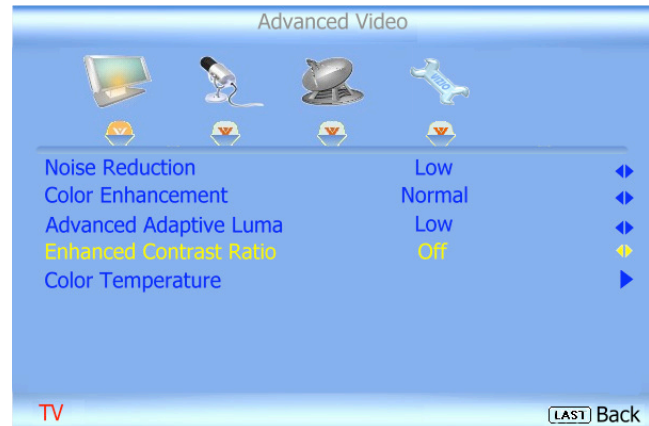 Advanced Video
Noise Reduction Low
Color Enhancement Normal
Advanced Adaptive Luma Low
Enhanced Contrast Ratio Off
Color Temperature
TV LAST Back